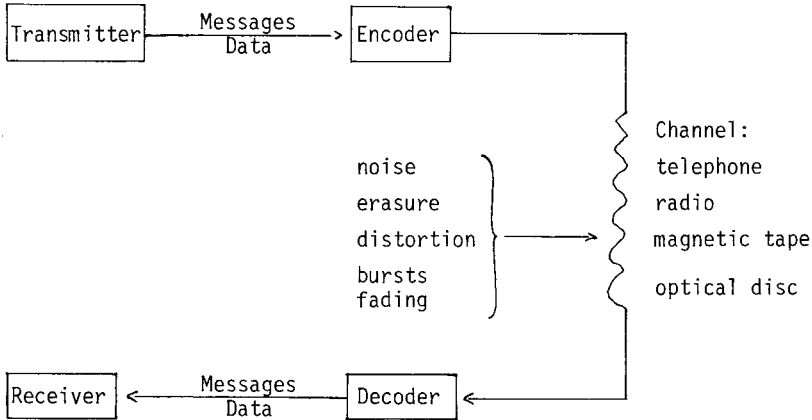 Transmitter
Messages
Data
Encoder
Channel:
noise
telephone
erasure
radio
distortion
magnetic tape
bursts
fading
optical disc
Receiver
Messages
Data
Decoder